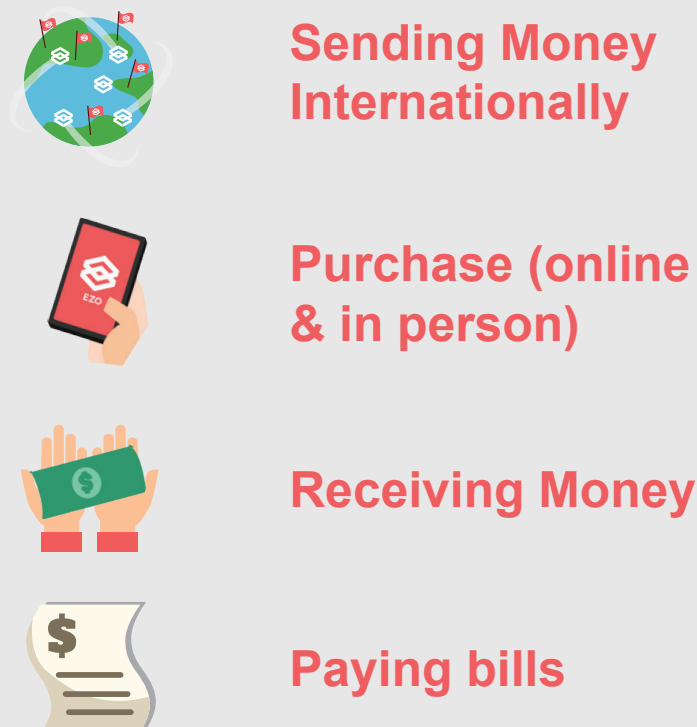 Sending Money
Internationally
EZO
Purchase (online
& in person)
$
Receiving Money
$
Paying bills